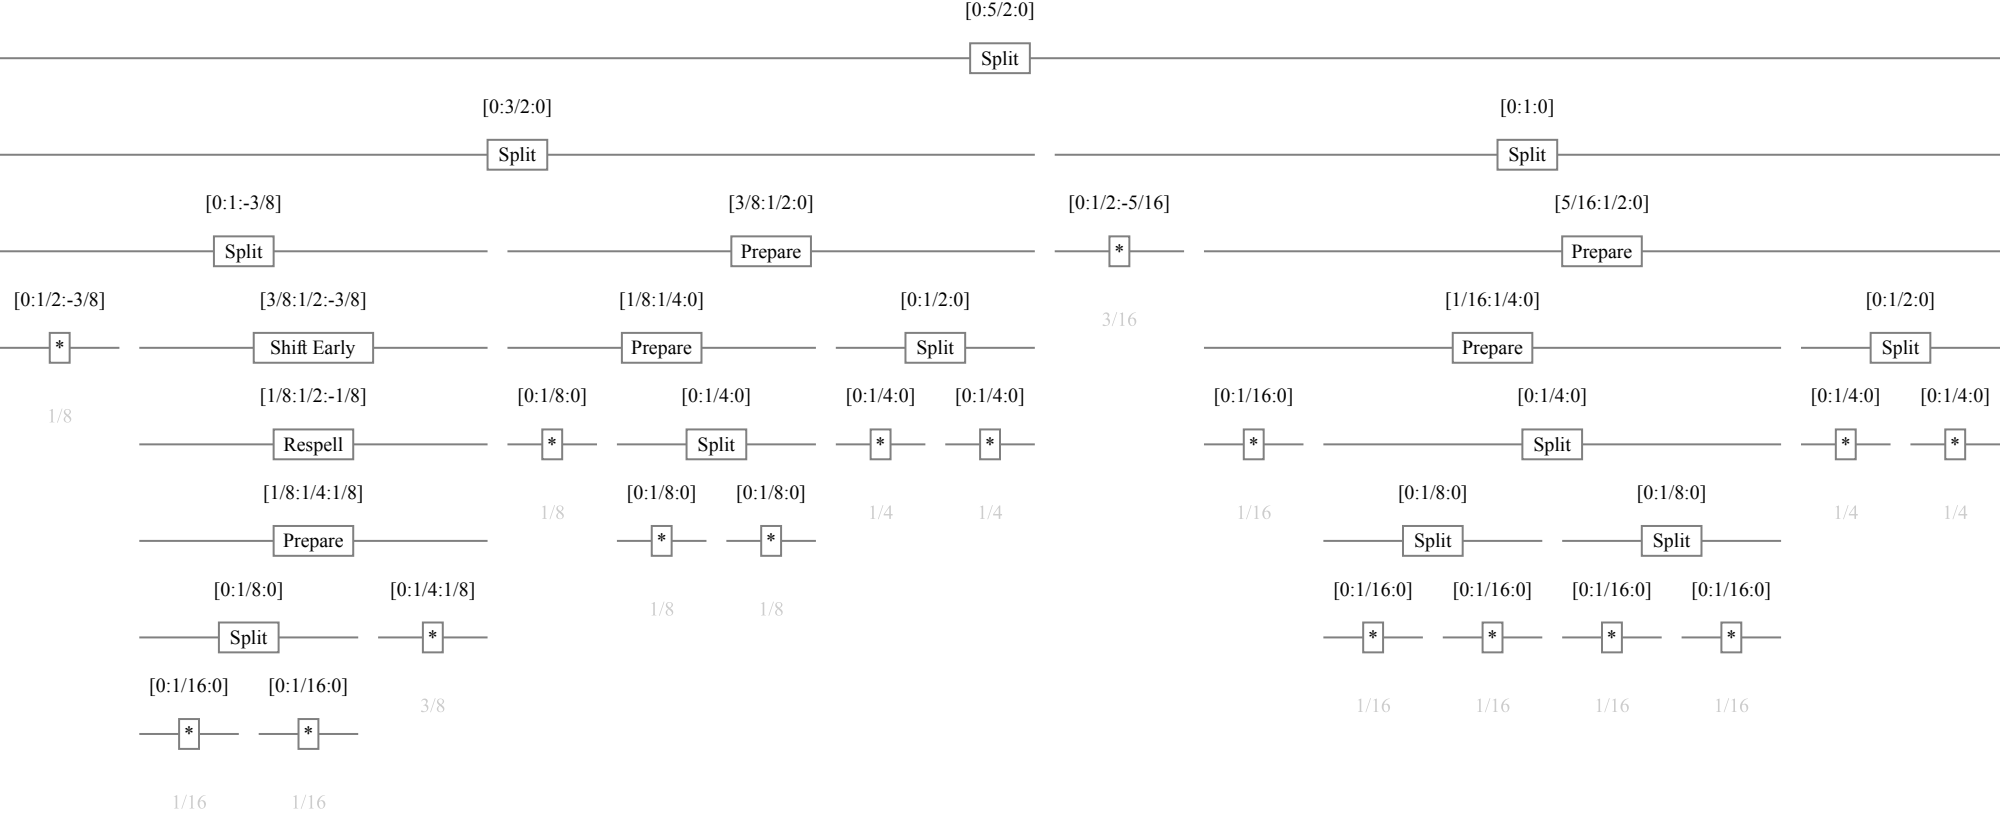 [0:5/2:0]
Split
[0:3/2:0] [0:1:0]
Split Split
[0:1:-3/8] [3/8:1/2:0] [0:1/2:-5/16] [5/16:1/2:0]
Split Prepare * Prepare
[0:1/2:-3/8] [3/8:1/2:-3/8] [1/8:1/4:0] [0:1/2:0] [1/16:1/4:0] [0:1/2:0]
3/16
* Shift Early Prepare Split Prepare Split
[1/8:1/2:-1/8] [0:1/8:0] [0:1/4:0] [0:1/4:0] [0:1/4:0] [0:1/16:0] [0:1/4:0] [0:1/4:0] [0:1/4:0]
1/8
Respell * Split * * * Split * *
[1/8:1/4:1/8] [0:1/8:0] [0:1/8:0] [0:1/8:0] [0:1/8:0]
1/8 1/4 1/4 1/16 1/4 1/4
Prepare * * Split Split
[0:1/8:0] [0:1/4:1/8] [0:1/16:0] [0:1/16:0] [0:1/16:0] [0:1/16:0]
1/8 1/8
Split * * * * *
[0:1/16:0] [0:1/16:0]
3/8 1/16 1/16 1/16 1/16
* *
1/16 1/16